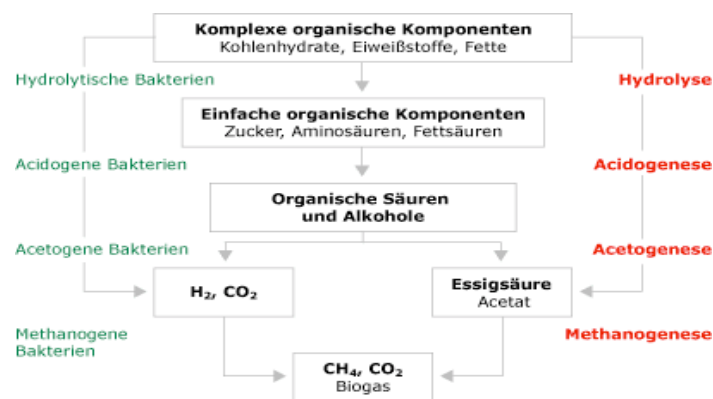 Komplexe organische Komponenten
Kohlenhydrate, Eiweißstoffe, Fette
Hydrolytische Bakterien
Hydrolyse
Einfache organische Komponenten
Zucker, Aminosäuren, Fettsäuren
Acidogene Bakterien
Acidogenese
Organische Säuren
und Alkohole
Acetogene Bakterien
Acetogenese
H₂, CO₂
Essigsäure
Acetat
Methanogene
Bakterien
Methanogenese
CH₄, CO₂
Biogas